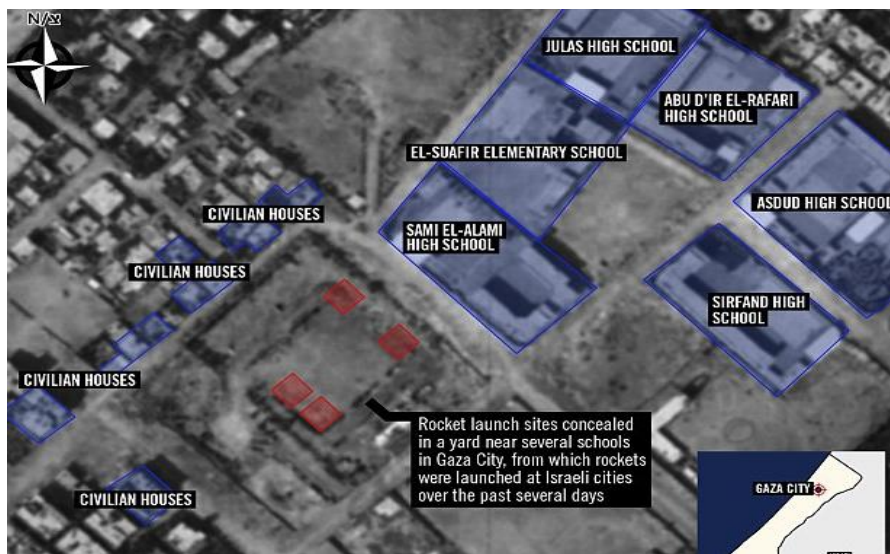 N/x
JULAS HIGH SCHOOL
ABU D'IR EL-RAFARI
HIGH SCHOOL
EL-SUAFIR ELEMENTARY SCHOOL
ASDUD HIGH SCHOOL
CIVILIAN HOUSES
SAMI EL-ALAMI
HIGH SCHOOL
CIVILIAN HOUSES
SIRFAND HIGH
SCHOOL
CIVILIAN HOUSES
Rocket launch sites concealed
in a yard near several schools
in Gaza City, from which rockets
were launched at Israeli cities
over the past several days
CIVILIAN HOUSES
GAZA CITY